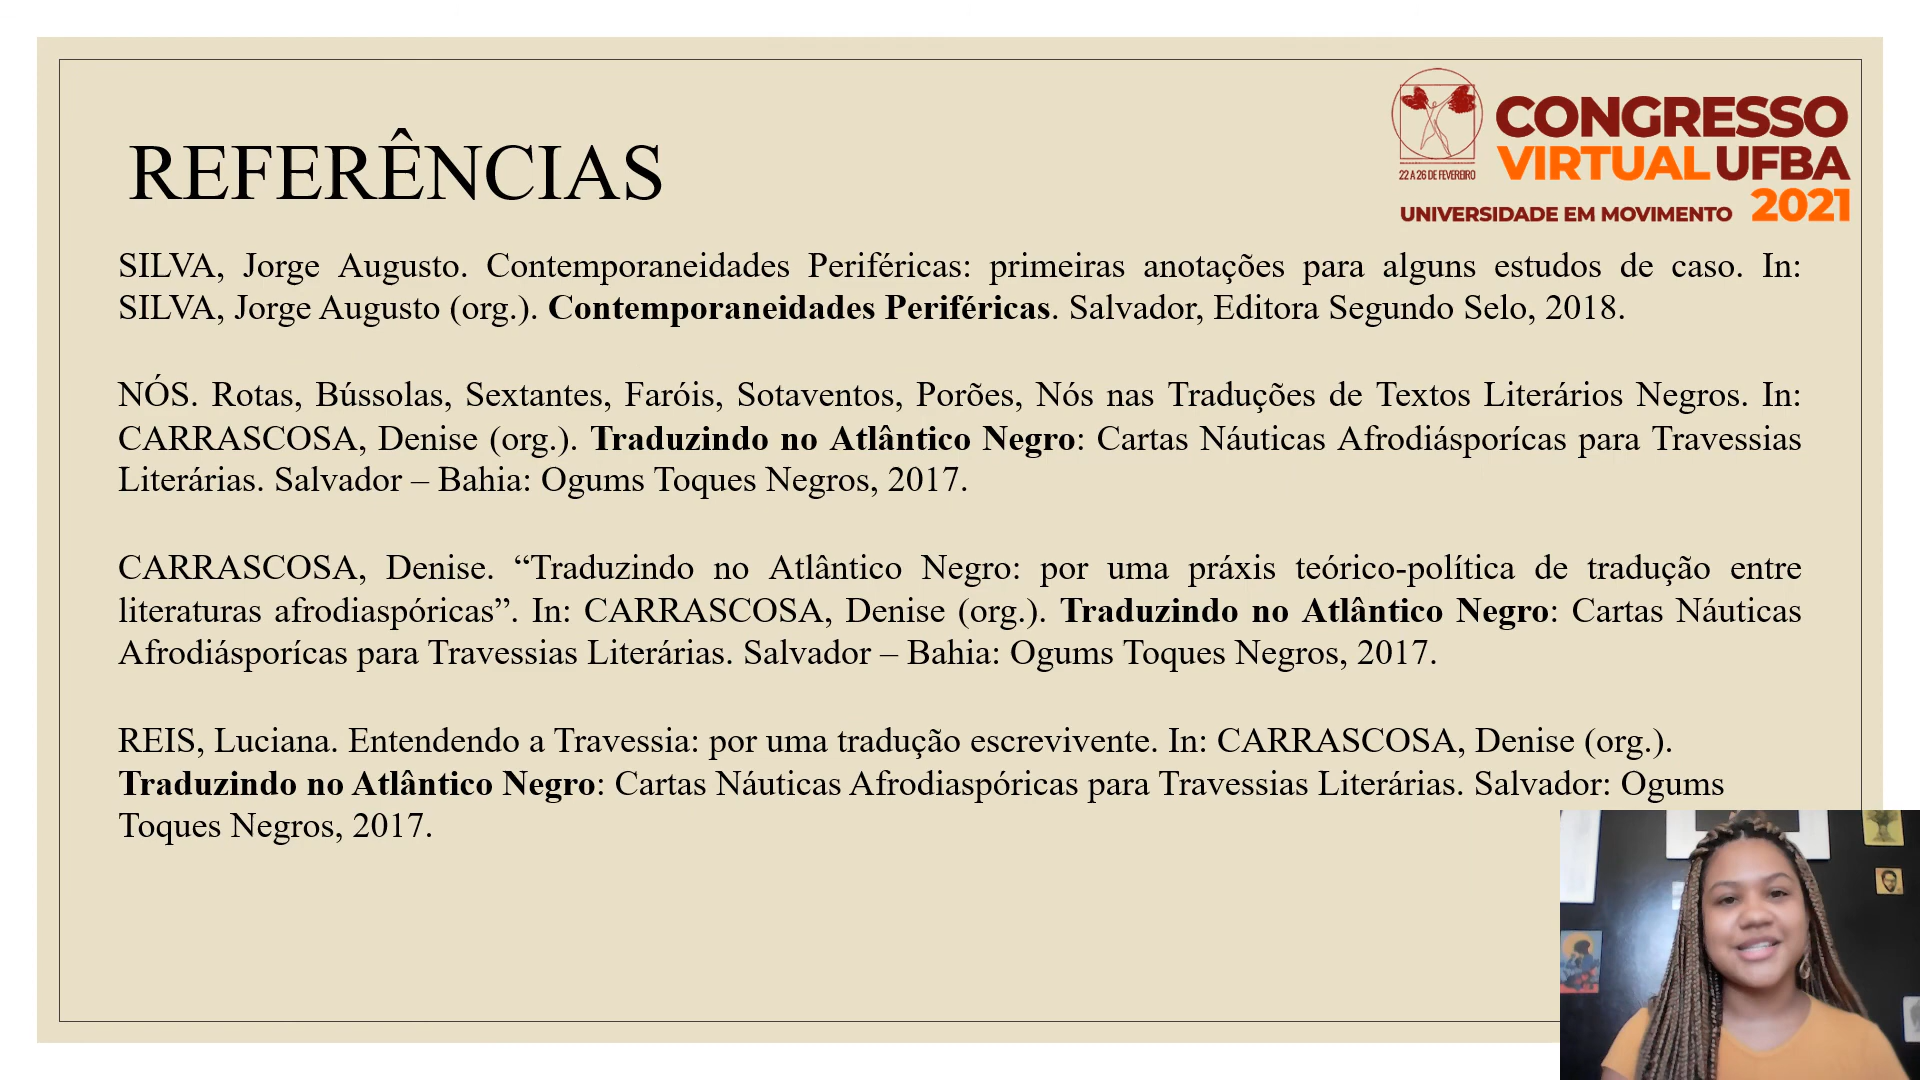 REFERÊNCIAS
22 A 26 DE FEVEREIRO
CONGRESSO
VIRTUAL UFBA
UNIVERSIDADE EM MOVIMENTO 2021
SILVA, Jorge Augusto. Contemporaneidades Periféricas: primeiras anotações para alguns estudos de caso. In:
SILVA, Jorge Augusto (org.). Contemporaneidades Periféricas. Salvador, Editora Segundo Selo, 2018.
NÓS. Rotas, Bússolas, Sextantes, Faróis, Sotaventos, Porões, Nós nas Traduções de Textos Literários Negros. In:
CARRASCOSA, Denise (org.). Traduzindo no Atlântico Negro: Cartas Náuticas Afrodiásporícas para Travessias
Literárias. Salvador – Bahia: Ogums Toques Negros, 2017.
CARRASCOSA, Denise. “Traduzindo no Atlântico Negro: por uma práxis teórico-política de tradução entre
literaturas afrodiaspóricas”. In: CARRASCOSA, Denise (org.). Traduzindo no Atlântico Negro: Cartas Náuticas
Afrodiásporícas para Travessias Literárias. Salvador – Bahia: Ogums Toques Negros, 2017.
REIS, Luciana. Entendendo a Travessia: por uma tradução escrevivente. In: CARRASCOSA, Denise (org.).
Traduzindo no Atlântico Negro: Cartas Náuticas Afrodiaspóricas para Travessias Literárias. Salvador: Ogums
Toques Negros, 2017.